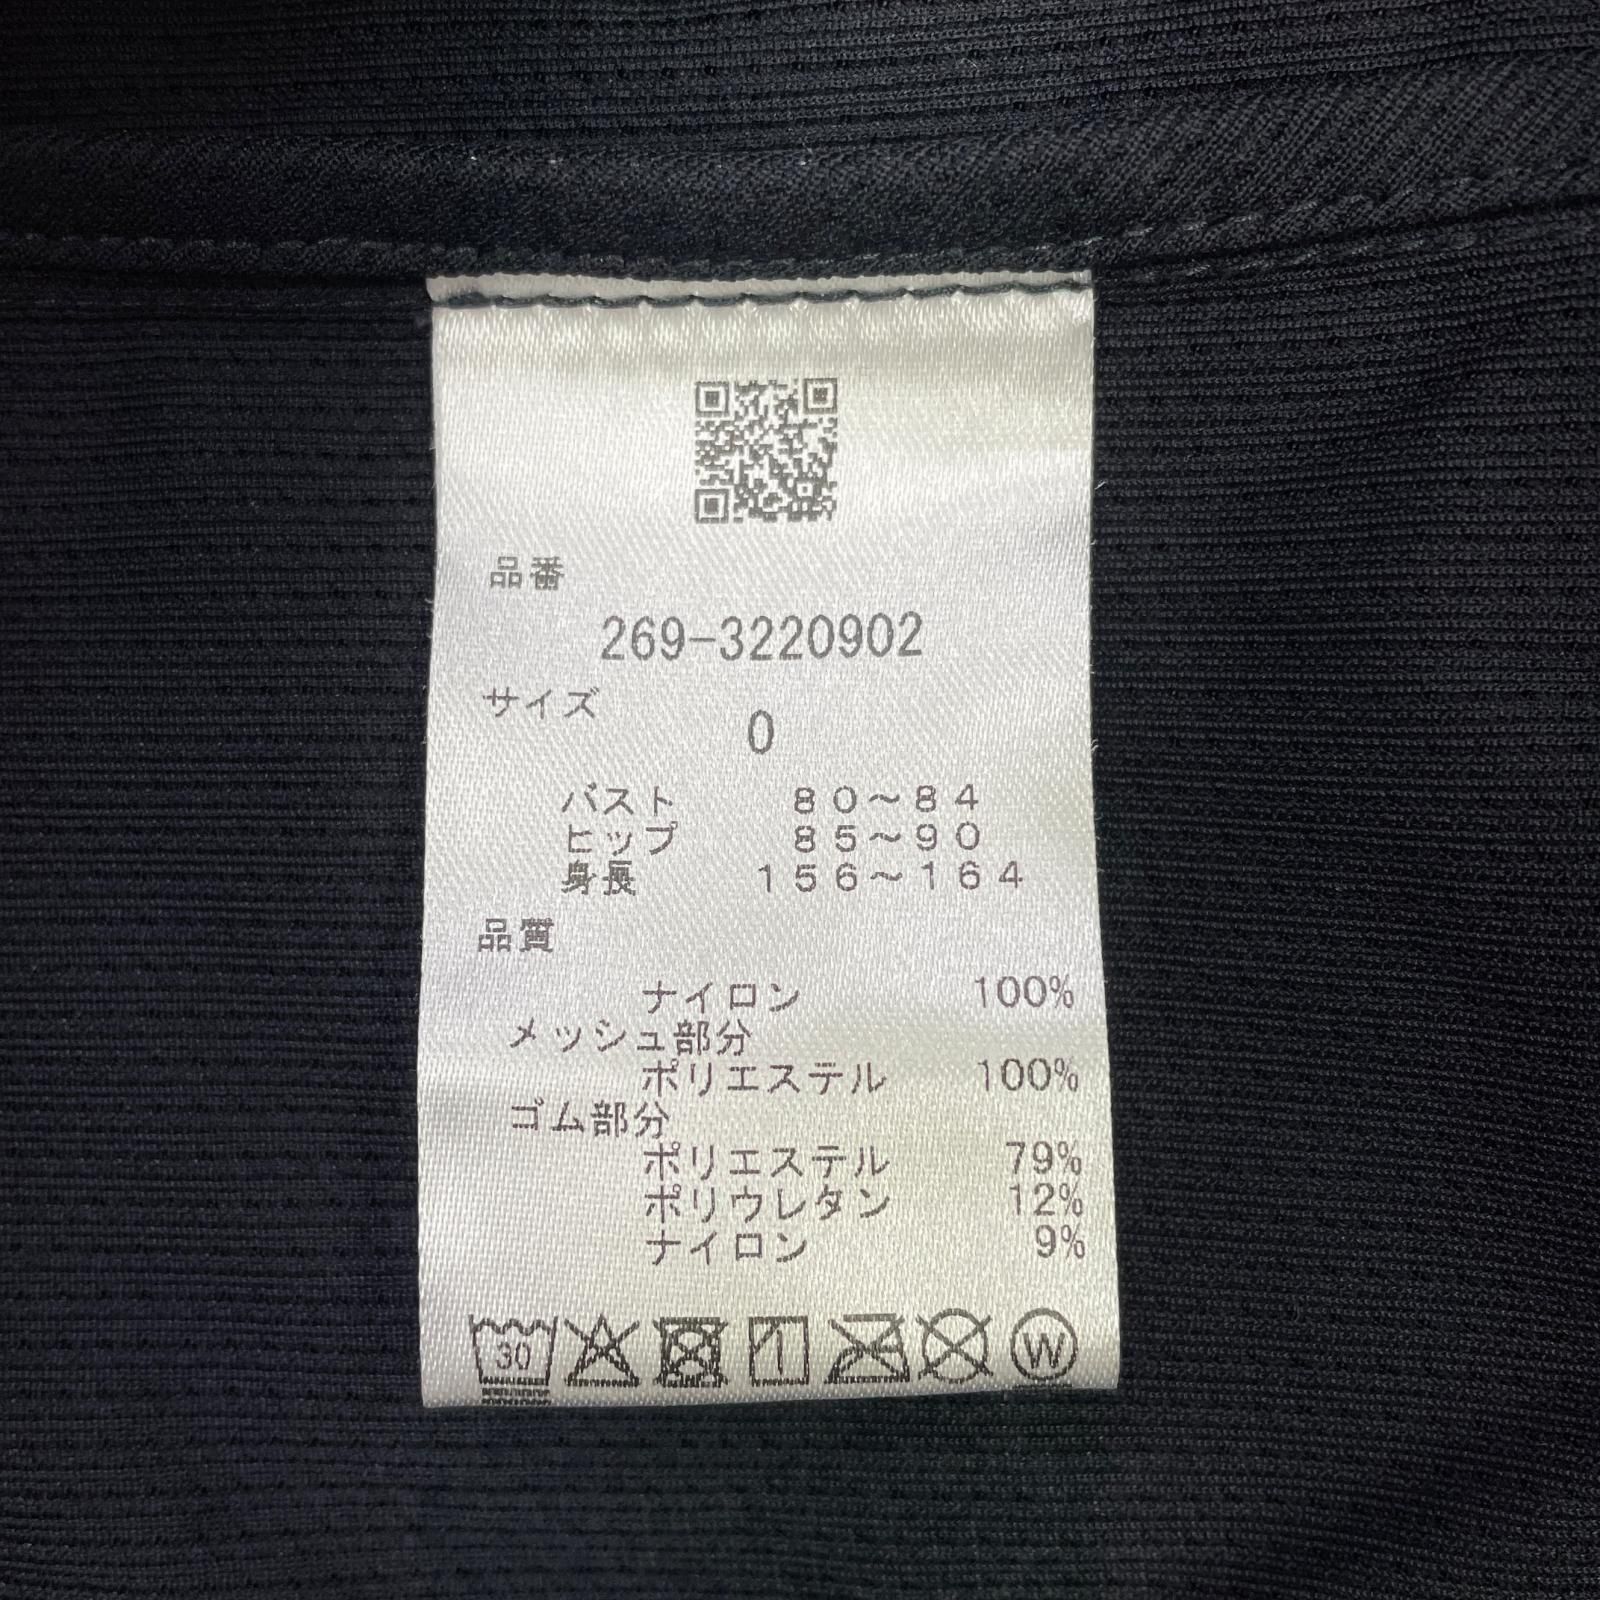 品番
269-3220902
サイズ
0
バスト 80〜84
ヒップ 85〜90
身長 156〜164
品質
ナイロン 100%
メッシュ部分
ポリエステル 100%
ゴム部分
ポリエステル 79%
ポリウレタン 12%
ナイロン 9%
30 W